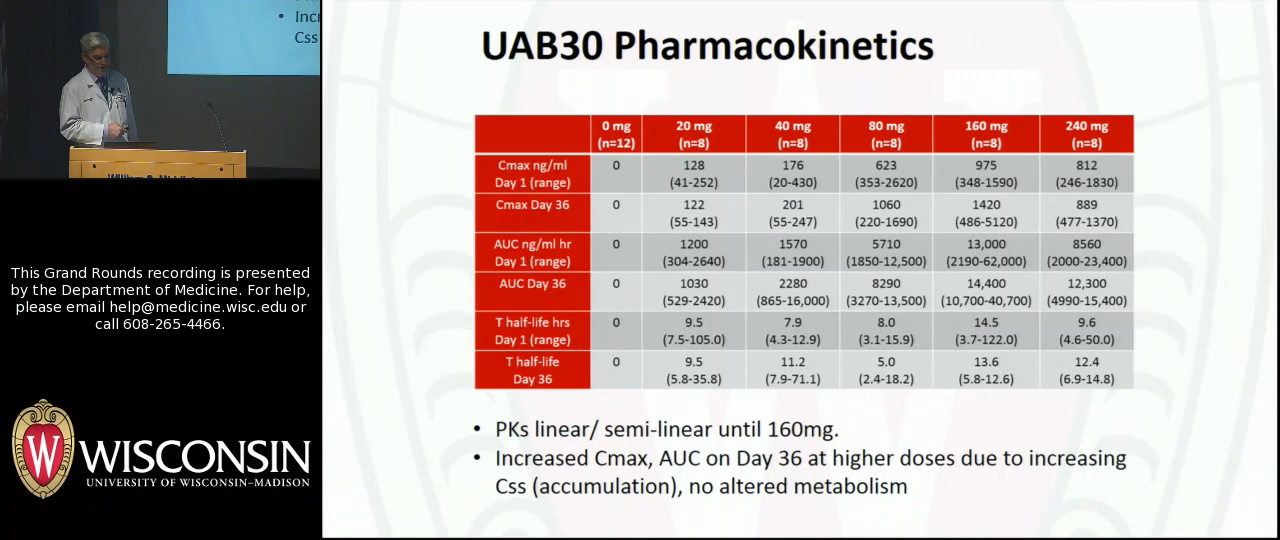 • Incr
Css
This Grand Rounds recording is presented
by the Department of Medicine. For help,
please email help@medicine.wisc.edu or
call 608-265-4466.
W
WISCONSIN
UNIVERSITY OF WISCONSIN–MADISON
UAB30 Pharmacokinetics
0 mg (n=12) 20 mg (n=8) 40 mg (n=8) 80 mg (n=8) 160 mg (n=8) 240 mg (n=8)
Cmax ng/ml Day 1 (range) 0 128 (41-252) 176 (20-430) 623 (353-2620) 975 (348-1590) 812 (246-1830)
Cmax Day 36 0 122 (55-143) 201 (55-247) 1060 (220-1690) 1420 (486-5120) 889 (477-1370)
AUC ng/ml hr Day 1 (range) 0 1200 (304-2640) 1570 (181-1900) 5710 (1850-12,500) 13,000 (2190-62,000) 8560 (2000-23,400)
AUC Day 36 0 1030 (529-2420) 2280 (865-16,000) 8290 (3270-13,500) 14,400 (10,700-40,700) 12,300 (4990-15,400)
T half-life hrs Day 1 (range) 0 9.5 (7.5-105.0) 7.9 (4.3-12.9) 8.0 (3.1-15.9) 14.5 (3.7-122.0) 9.6 (4.6-50.0)
T half-life Day 36 0 9.5 (5.8-35.8) 11.2 (7.9-71.1) 5.0 (2.4-18.2) 13.6 (5.8-12.6) 12.4 (6.9-14.8)
• PKs linear/ semi-linear until 160mg.
• Increased Cmax, AUC on Day 36 at higher doses due to increasing
Css (accumulation), no altered metabolism